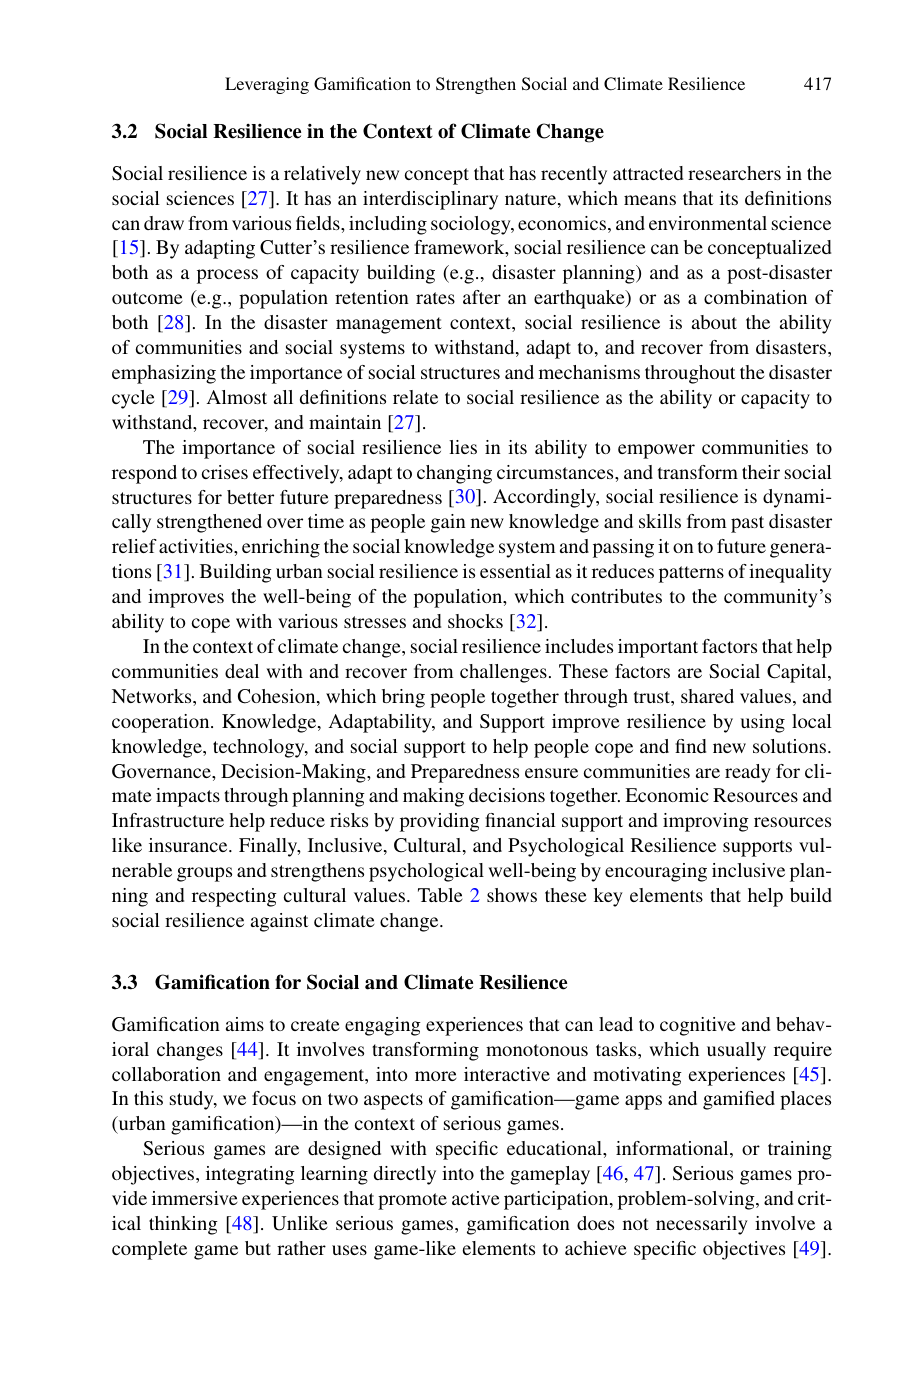 Leveraging Gamification to Strengthen Social and Climate Resilience 417
3.2 Social Resilience in the Context of Climate Change
Social resilience is a relatively new concept that has recently attracted researchers in the
social sciences [27]. It has an interdisciplinary nature, which means that its definitions
can draw from various fields, including sociology, economics, and environmental science
[15]. By adapting Cutter’s resilience framework, social resilience can be conceptualized
both as a process of capacity building (e.g., disaster planning) and as a post-disaster
outcome (e.g., population retention rates after an earthquake) or as a combination of
both [28]. In the disaster management context, social resilience is about the ability
of communities and social systems to withstand, adapt to, and recover from disasters,
emphasizing the importance of social structures and mechanisms throughout the disaster
cycle [29]. Almost all definitions relate to social resilience as the ability or capacity to
withstand, recover, and maintain [27].
The importance of social resilience lies in its ability to empower communities to
respond to crises effectively, adapt to changing circumstances, and transform their social
structures for better future preparedness [30]. Accordingly, social resilience is dynami-
cally strengthened over time as people gain new knowledge and skills from past disaster
relief activities, enriching the social knowledge system and passing it on to future genera-
tions [31]. Building urban social resilience is essential as it reduces patterns of inequality
and improves the well-being of the population, which contributes to the community’s
ability to cope with various stresses and shocks [32].
In the context of climate change, social resilience includes important factors that help
communities deal with and recover from challenges. These factors are Social Capital,
Networks, and Cohesion, which bring people together through trust, shared values, and
cooperation. Knowledge, Adaptability, and Support improve resilience by using local
knowledge, technology, and social support to help people cope and find new solutions.
Governance, Decision-Making, and Preparedness ensure communities are ready for cli-
mate impacts through planning and making decisions together. Economic Resources and
Infrastructure help reduce risks by providing financial support and improving resources
like insurance. Finally, Inclusive, Cultural, and Psychological Resilience supports vul-
nerable groups and strengthens psychological well-being by encouraging inclusive plan-
ning and respecting cultural values. Table 2 shows these key elements that help build
social resilience against climate change.
3.3 Gamification for Social and Climate Resilience
Gamification aims to create engaging experiences that can lead to cognitive and behav-
ioral changes [44]. It involves transforming monotonous tasks, which usually require
collaboration and engagement, into more interactive and motivating experiences [45].
In this study, we focus on two aspects of gamification—game apps and gamified places
(urban gamification)—in the context of serious games.
Serious games are designed with specific educational, informational, or training
objectives, integrating learning directly into the gameplay [46, 47]. Serious games pro-
vide immersive experiences that promote active participation, problem-solving, and crit-
ical thinking [48]. Unlike serious games, gamification does not necessarily involve a
complete game but rather uses game-like elements to achieve specific objectives [49].